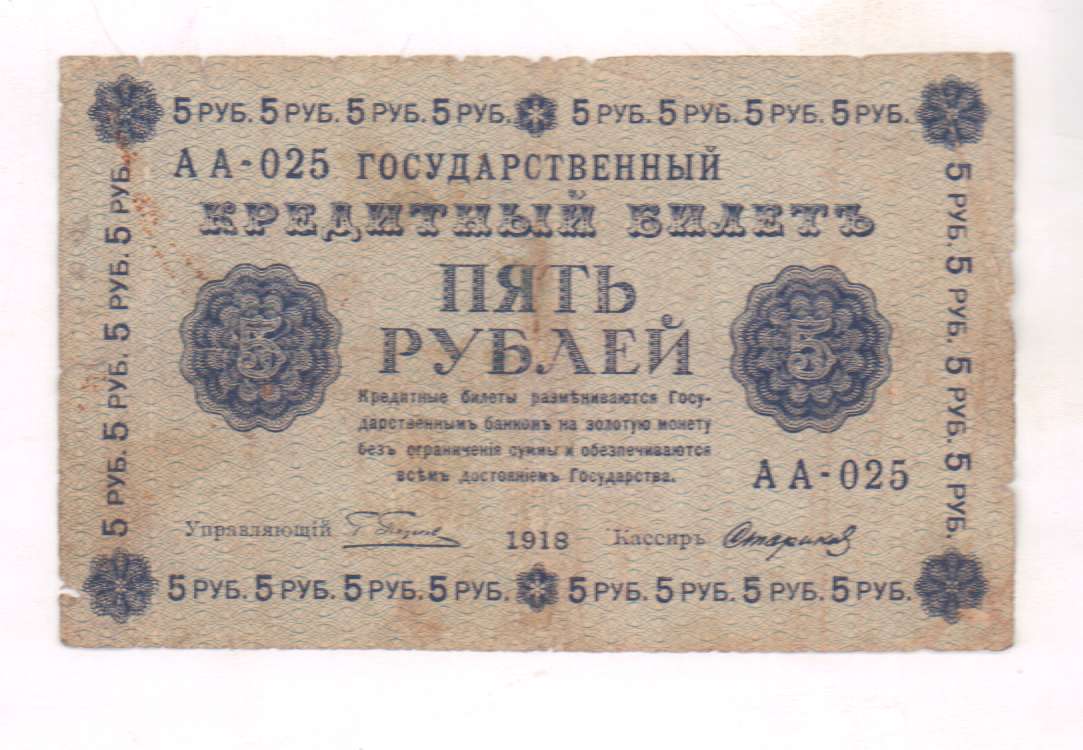 5 РУБ. 5 РУБ. 5 РУБ. 5 РУБ. 5 РУБ. 5 РУБ. 5 РУБ. 5 РУБ.
АА-025 ГОСУДАРСТВЕННЫЙ
КРЕДИТНЫЙ БИЛЕТЪ
5 ПЯТЬ 5
РУБЛЕЙ
Кредитные билеты размѣниваются Госу-
дарственнымъ банкомъ на золотую монету
безъ ограниченія суммы и обезпечиваются
всѣмъ достояніемъ Государства.
АА-025
Управляющій 1918 Кассиръ Стариков
5 РУБ. 5 РУБ. 5 РУБ. 5 РУБ. 5 РУБ. 5 РУБ. 5 РУБ. 5 РУБ.
5 РУБ. 5 РУБ. 5 РУБ. 5 РУБ.
5 РУБ. 5 РУБ. 5 РУБ. 5 РУБ.